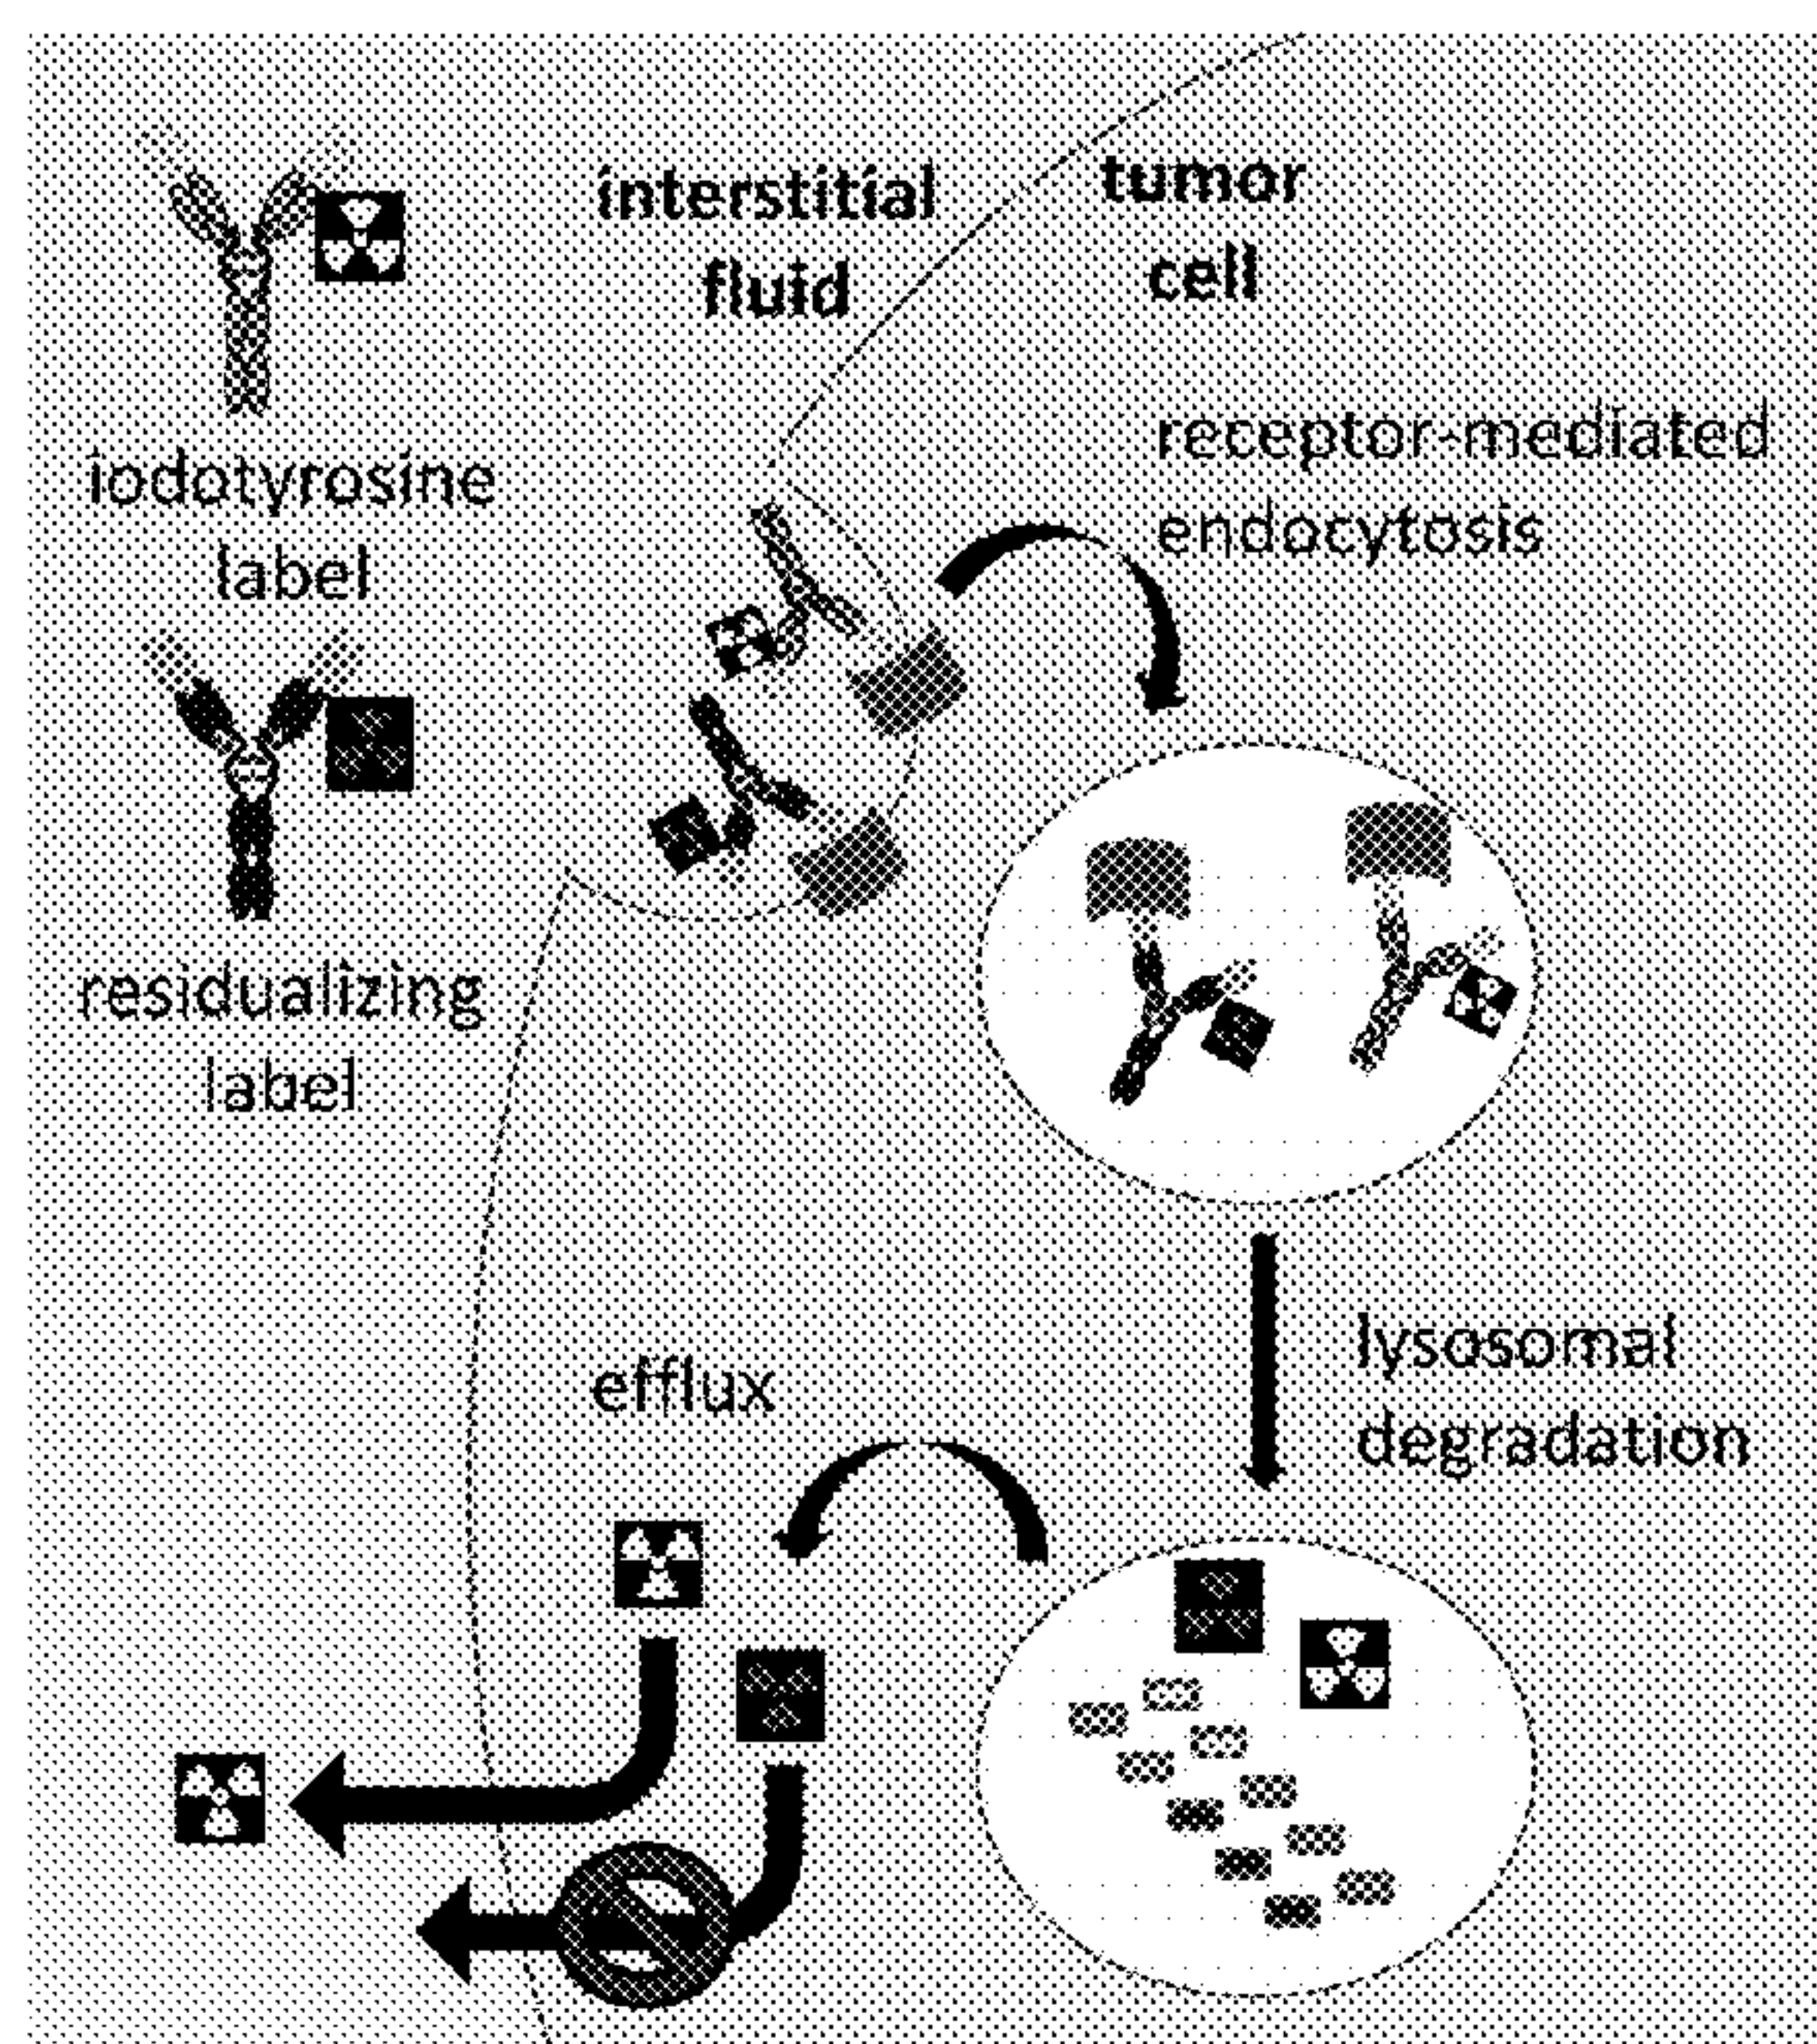 interstitial
fluid
tumor
cell
iodotyrosine
label
receptor-mediated
endocytosis
residualizing
label
lysosomal
degradation
efflux